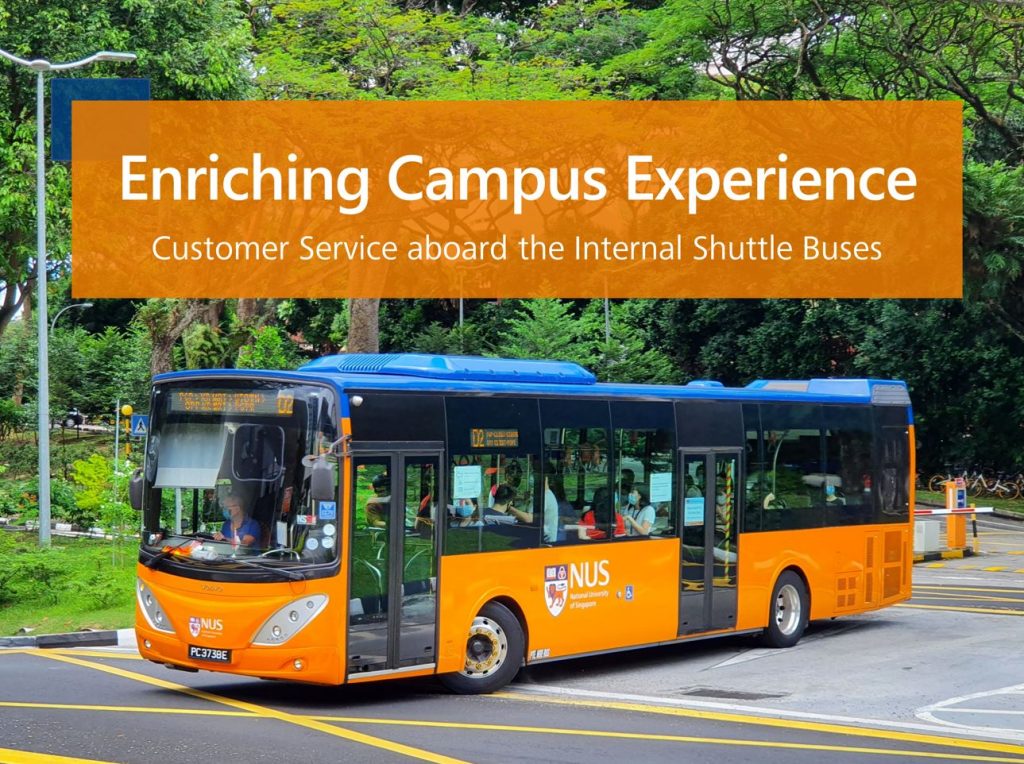 Enriching Campus Experience
Customer Service aboard the Internal Shuttle Buses
D2
D2
NUS
National University
of Singapore
NUS
PC3738E